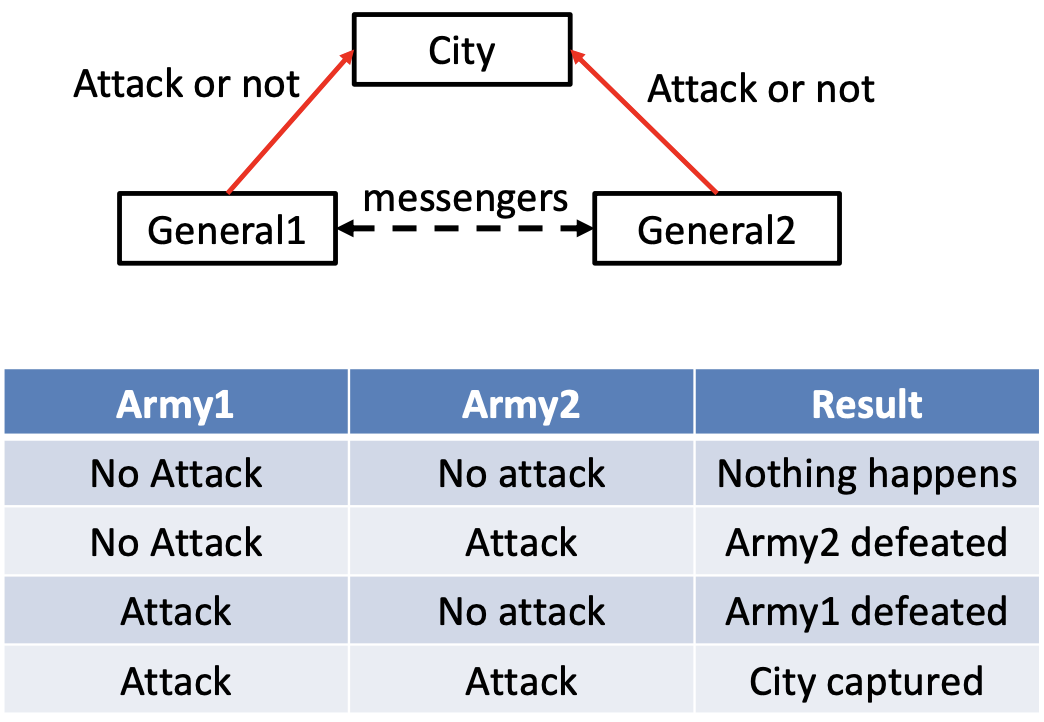 City
Attack or not
Attack or not
messengers
General1
General2
Army1 Army2 Result
No Attack No attack Nothing happens
No Attack Attack Army2 defeated
Attack No attack Army1 defeated
Attack Attack City captured